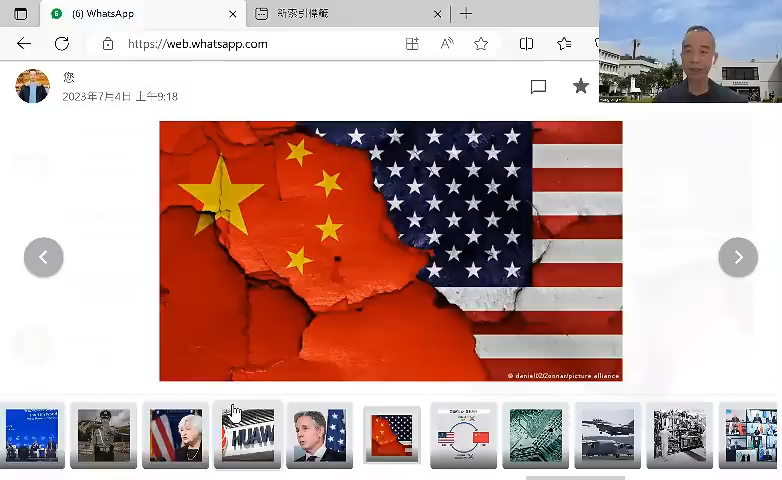 (6) WhatsApp
新索引標籤
https://web.whatsapp.com
您
2023年7月4日 上午9:18
© daniel0Z/Zoonar/picture alliance
HUAW